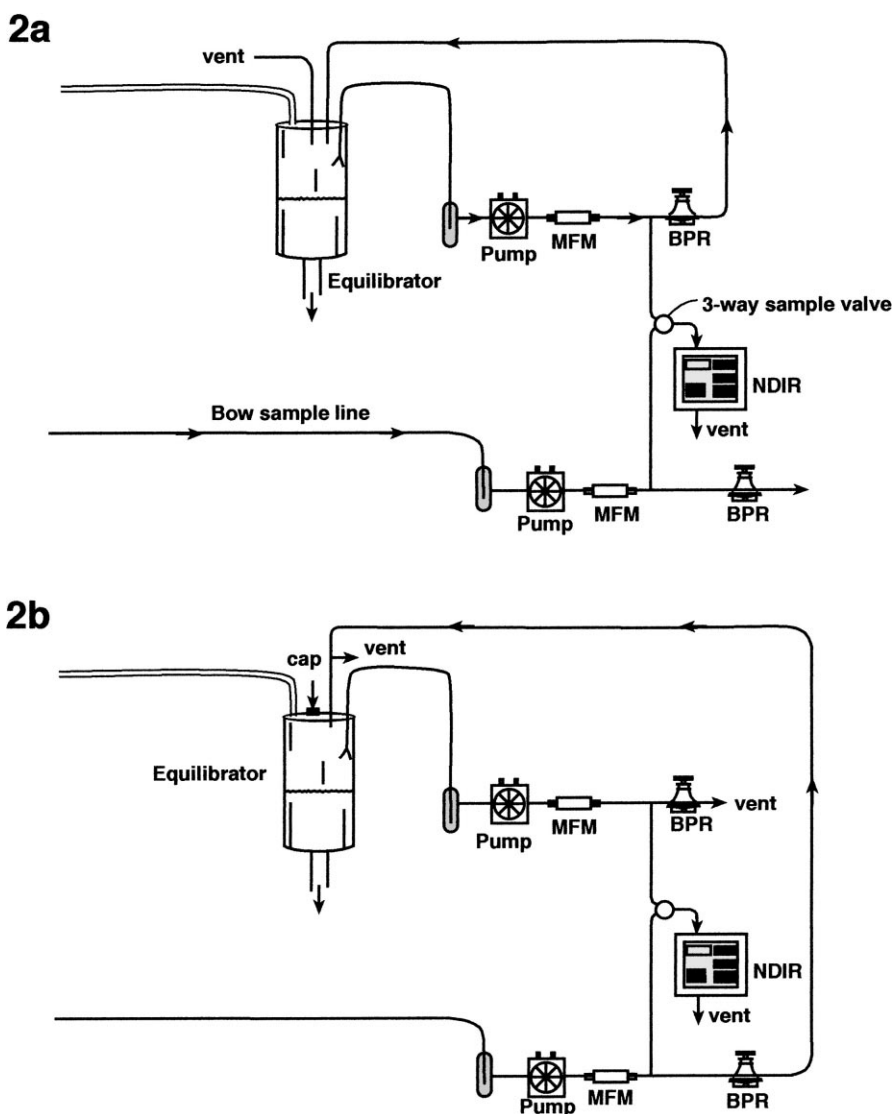 2a
vent
Pump
MFM
BPR
Equilibrator
3-way sample valve
NDIR
vent
Bow sample line
Pump
MFM
BPR
2b
cap
vent
Equilibrator
Pump
MFM
BPR
vent
NDIR
vent
Pump
MFM
BPR